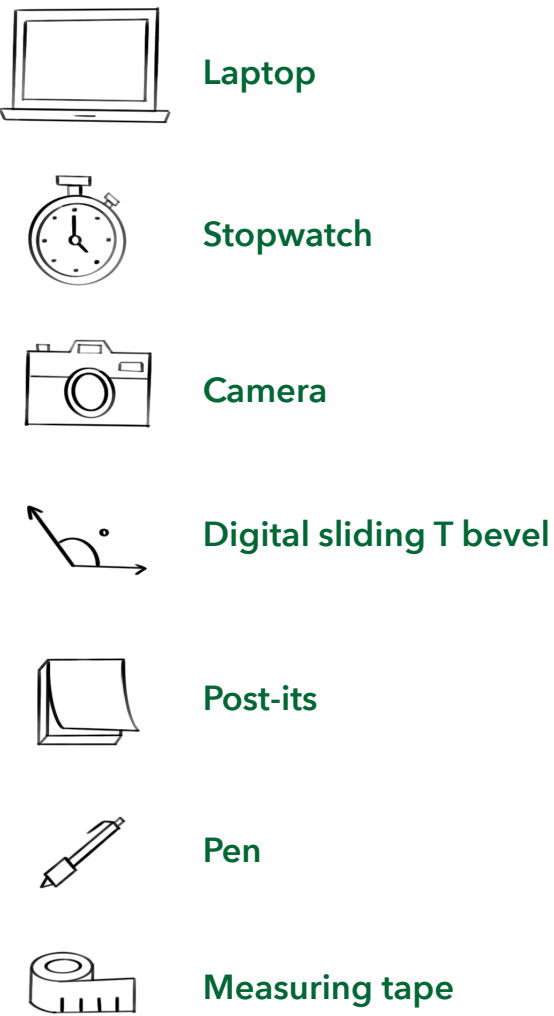 Laptop
Stopwatch
Camera
Digital sliding T bevel
Post-its
Pen
Measuring tape